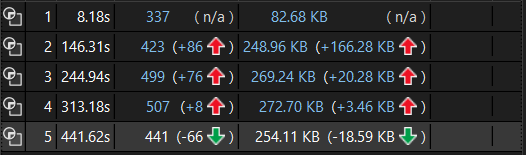 1 8.18s 337 ( n/a ) 82.68 KB ( n/a )
2 146.31s 423 (+86 ) 248.96 KB (+166.28 KB )
3 244.94s 499 (+76 ) 269.24 KB (+20.28 KB )
4 313.18s 507 (+8 ) 272.70 KB (+3.46 KB )
5 441.62s 441 (-66 ) 254.11 KB (-18.59 KB )